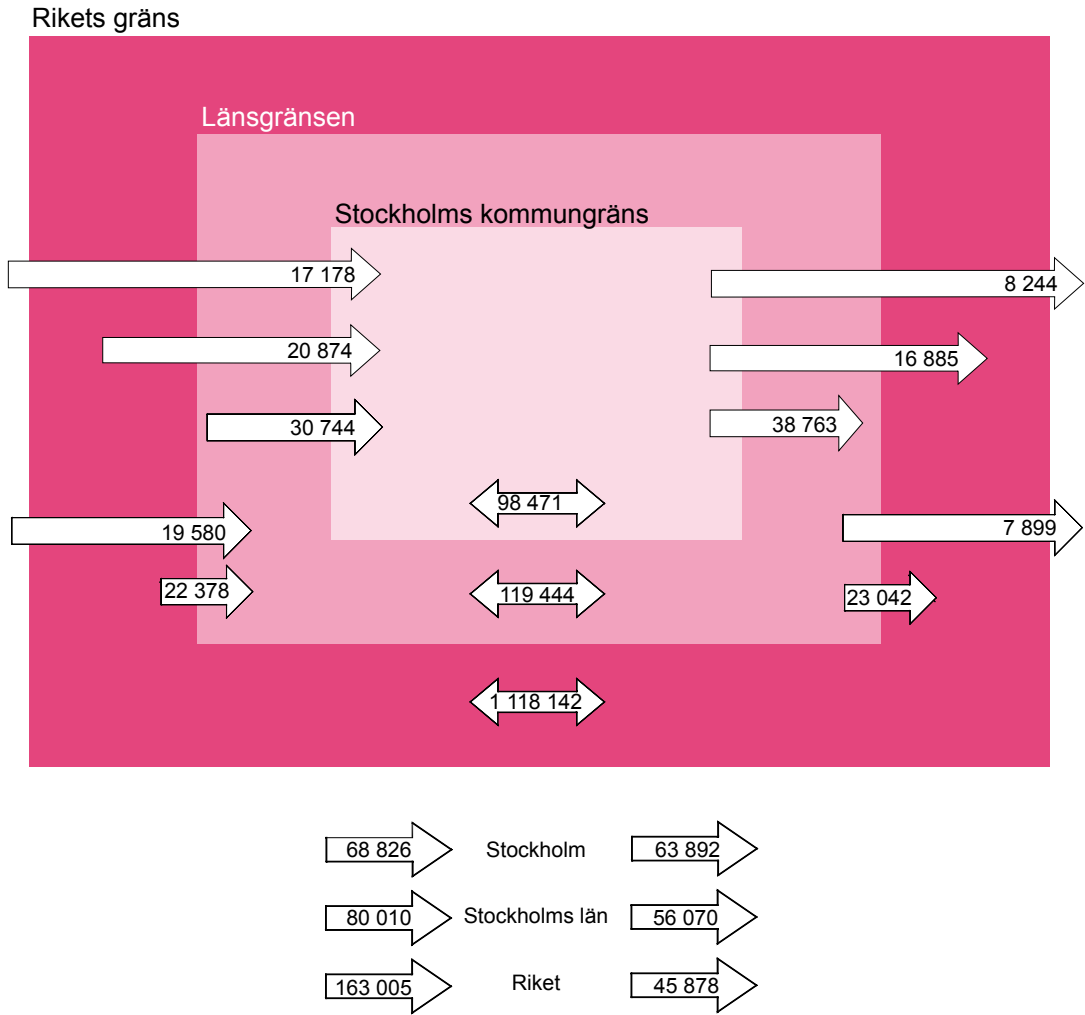 Rikets gräns
Länsgränsen
Stockholms kommungräns
17 178
8 244
20 874
16 885
30 744
38 763
98 471
19 580
7 899
22 378
119 444
23 042
1 118 142
68 826 Stockholm 63 892
80 010 Stockholms län 56 070
163 005 Riket 45 878